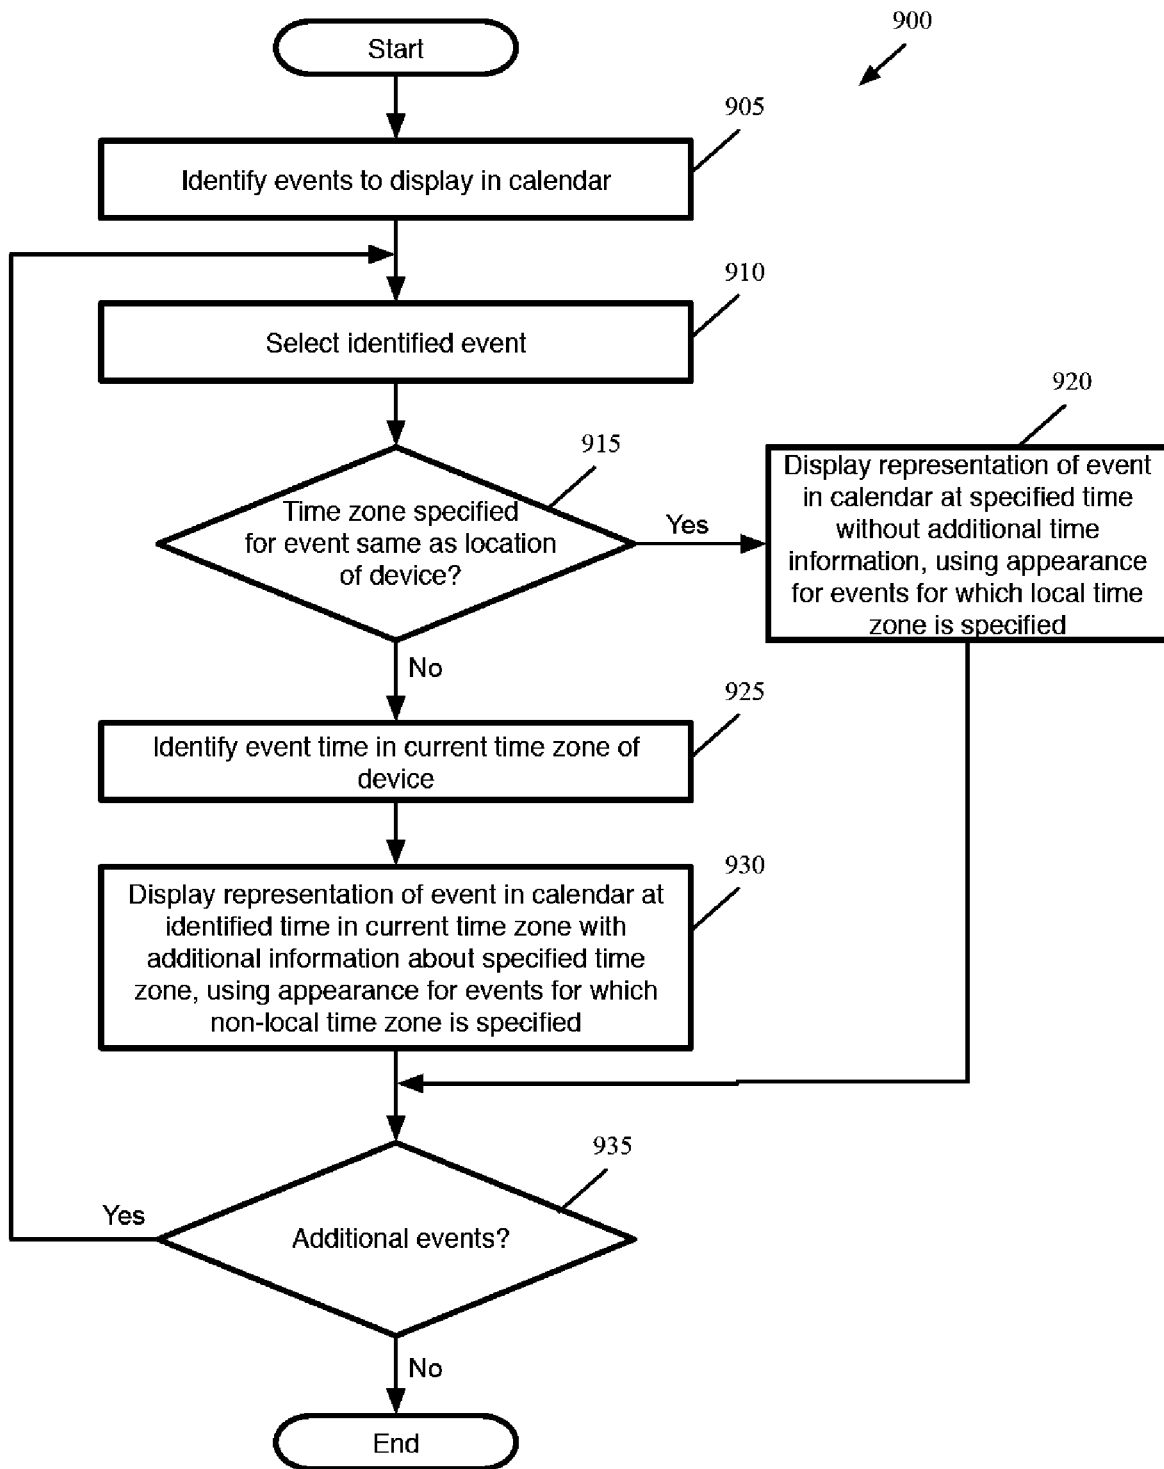 900
Start
905
Identify events to display in calendar
910
Select identified event
915
Time zone specified
for event same as location
of device?
Yes
920
Display representation of event
in calendar at specified time
without additional time
information, using appearance
for events for which local time
zone is specified
No
925
Identify event time in current time zone of
device
930
Display representation of event in calendar at
identified time in current time zone with
additional information about specified time
zone, using appearance for events for which
non-local time zone is specified
935
Additional events?
Yes
No
End